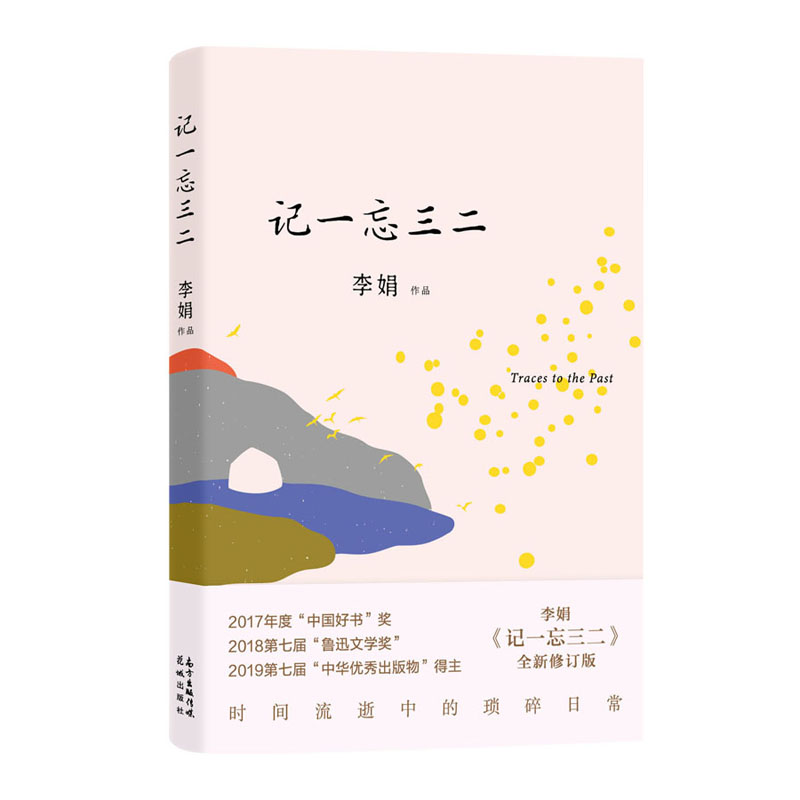 记一忘三二
李娟 作品
Traces to the Past
2017年度“中国好书”奖
2018第七届“鲁迅文学奖”
2019第七届“中华优秀出版物”得主
李娟
《记一忘三二》
全新修订版
时间流逝中的琐碎日常
记一忘三二
李娟
作品
南方出版传媒
花城出版社